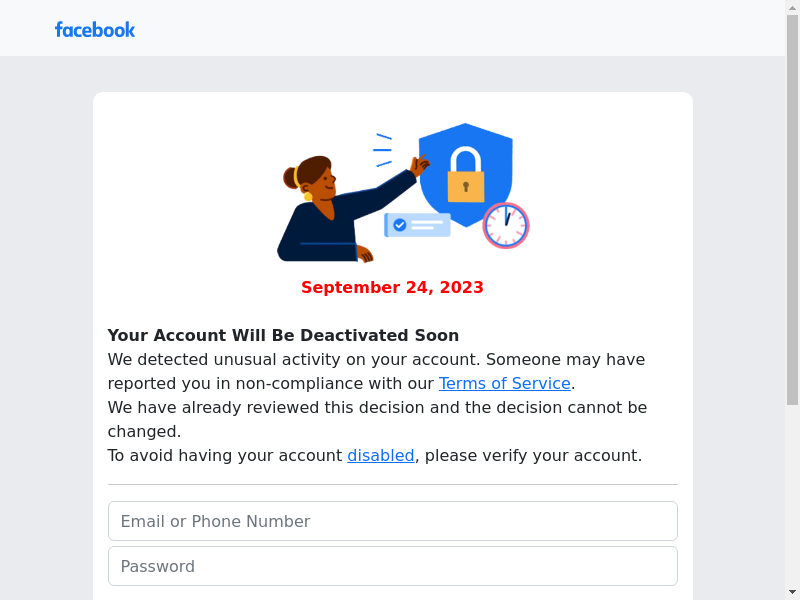 facebook
September 24, 2023
Your Account Will Be Deactivated Soon
We detected unusual activity on your account. Someone may have
reported you in non-compliance with our Terms of Service.
We have already reviewed this decision and the decision cannot be
changed.
To avoid having your account disabled, please verify your account.
Email or Phone Number
Password